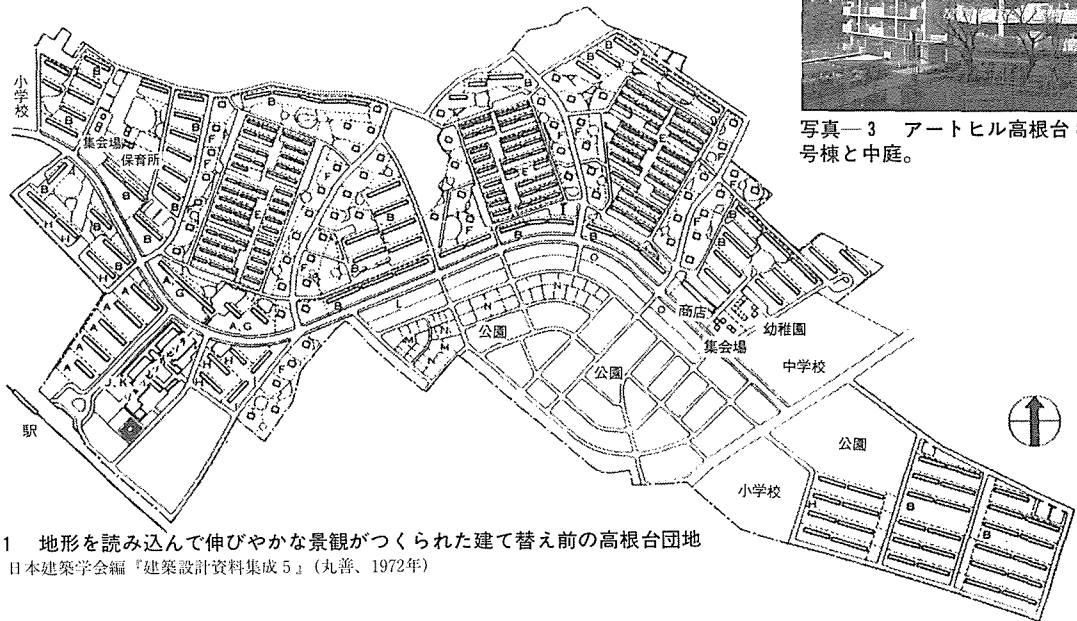 写真―3　アートヒル高根台
号棟と中庭。
小学校
集会場
保育所
駅
公園
公園
商店
集会場
幼稚園
中学校
公園
小学校
A
A
A
A
A.G
A.G
J.K
B
B
B
B
C
E
E
E
F
F
F
F
H
H
H
H
I
M
N
N
N
O
1　地形を読み込んで伸びやかな景観がつくられた建て替え前の高根台団地
日本建築学会編『建築設計資料集成5』(丸善、1972年)